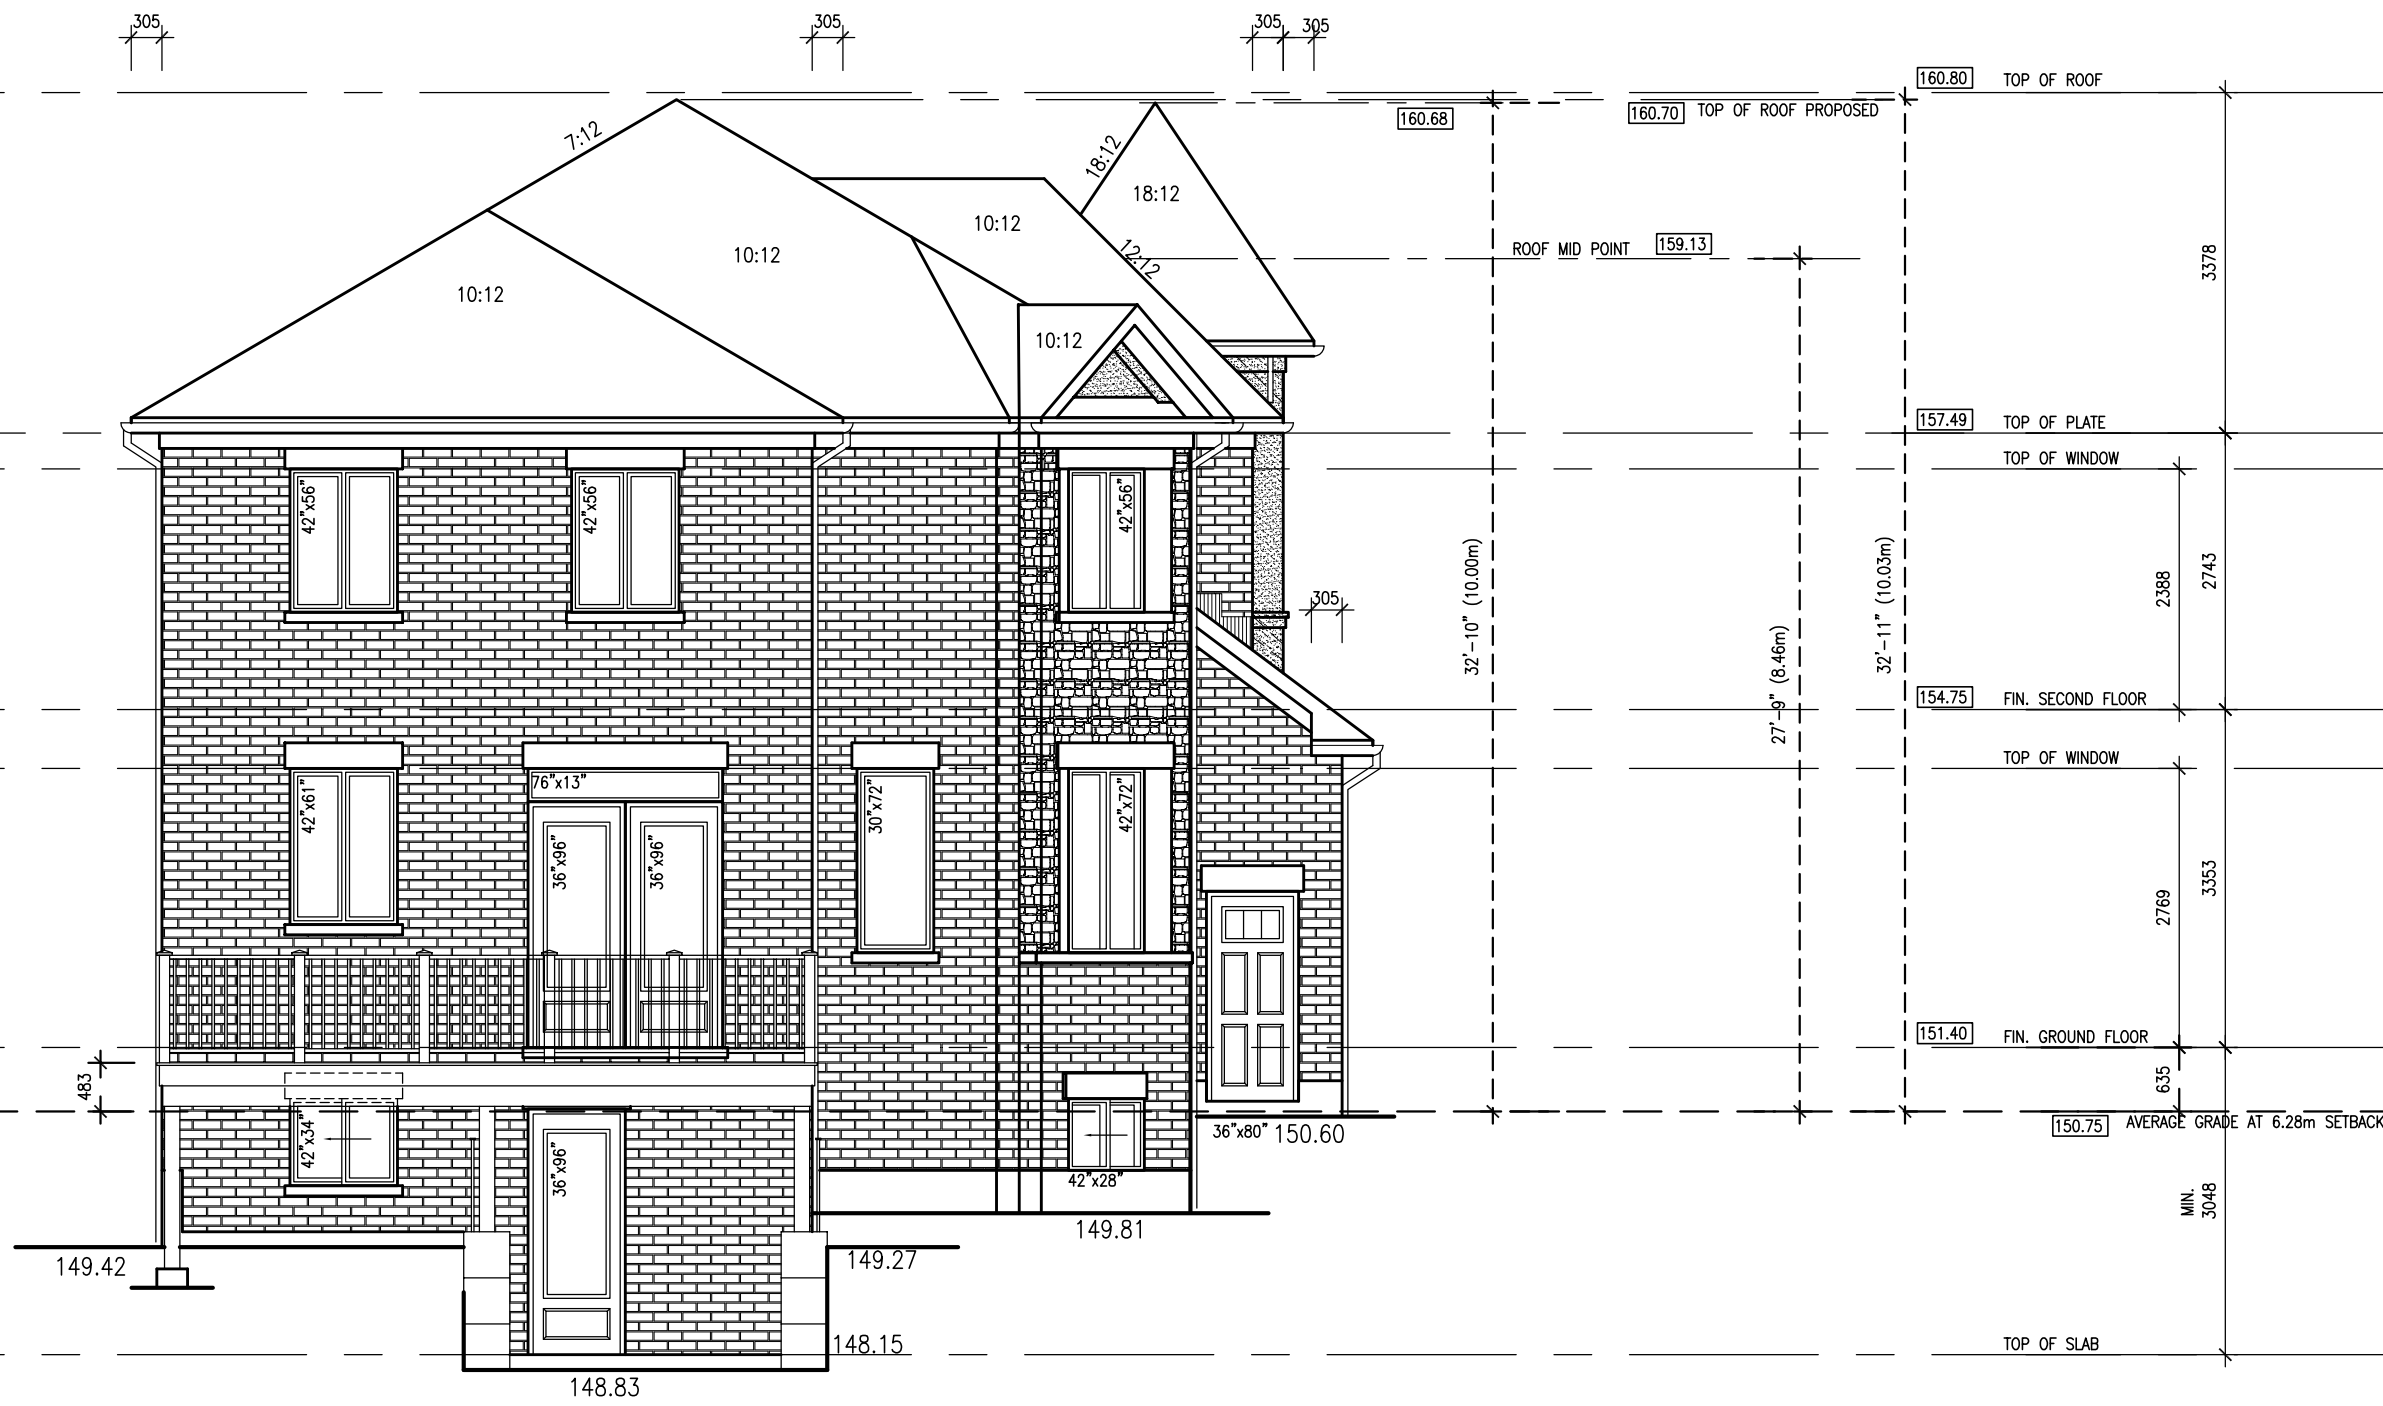 305
305
305
305
160.80 TOP OF ROOF
160.68
160.70 TOP OF ROOF PROPOSED
7:12
18:12
18:12
10:12
12:12
10:12
10:12
10:12
ROOF MID POINT 159.13
3378
157.49 TOP OF PLATE
TOP OF WINDOW
42"x56"
42"x56"
42"x56"
305
32'-10" (10.00m)
27'-9" (8.46m)
32'-11" (10.03m)
2388
2743
154.75 FIN. SECOND FLOOR
TOP OF WINDOW
42"x61"
76"x13"
36"x96"
36"x96"
30"x72"
42"x72"
2769
3353
151.40 FIN. GROUND FLOOR
483
635
150.75 AVERAGE GRADE AT 6.28m SETBACK
42"x34"
36"x96"
36"x80" 150.60
42"x28"
MIN.
3048
149.81
149.42
149.27
148.15
TOP OF SLAB
148.83